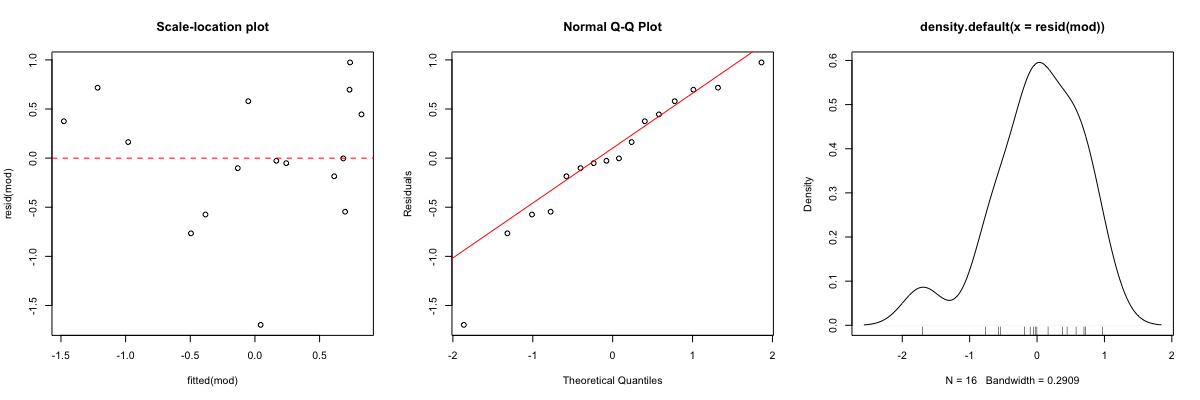 Scale-location plot
resid(mod)
1.0
0.5
0.0
-0.5
-1.0
-1.5
-1.5 -1.0 -0.5 0.0 0.5
fitted(mod)
Normal Q-Q Plot
Residuals
1.0
0.5
0.0
-0.5
-1.0
-1.5
-2 -1 0 1 2
Theoretical Quantiles
density.default(x = resid(mod))
Density
0.6
0.5
0.4
0.3
0.2
0.1
0.0
-2 -1 0 1 2
N = 16 Bandwidth = 0.2909